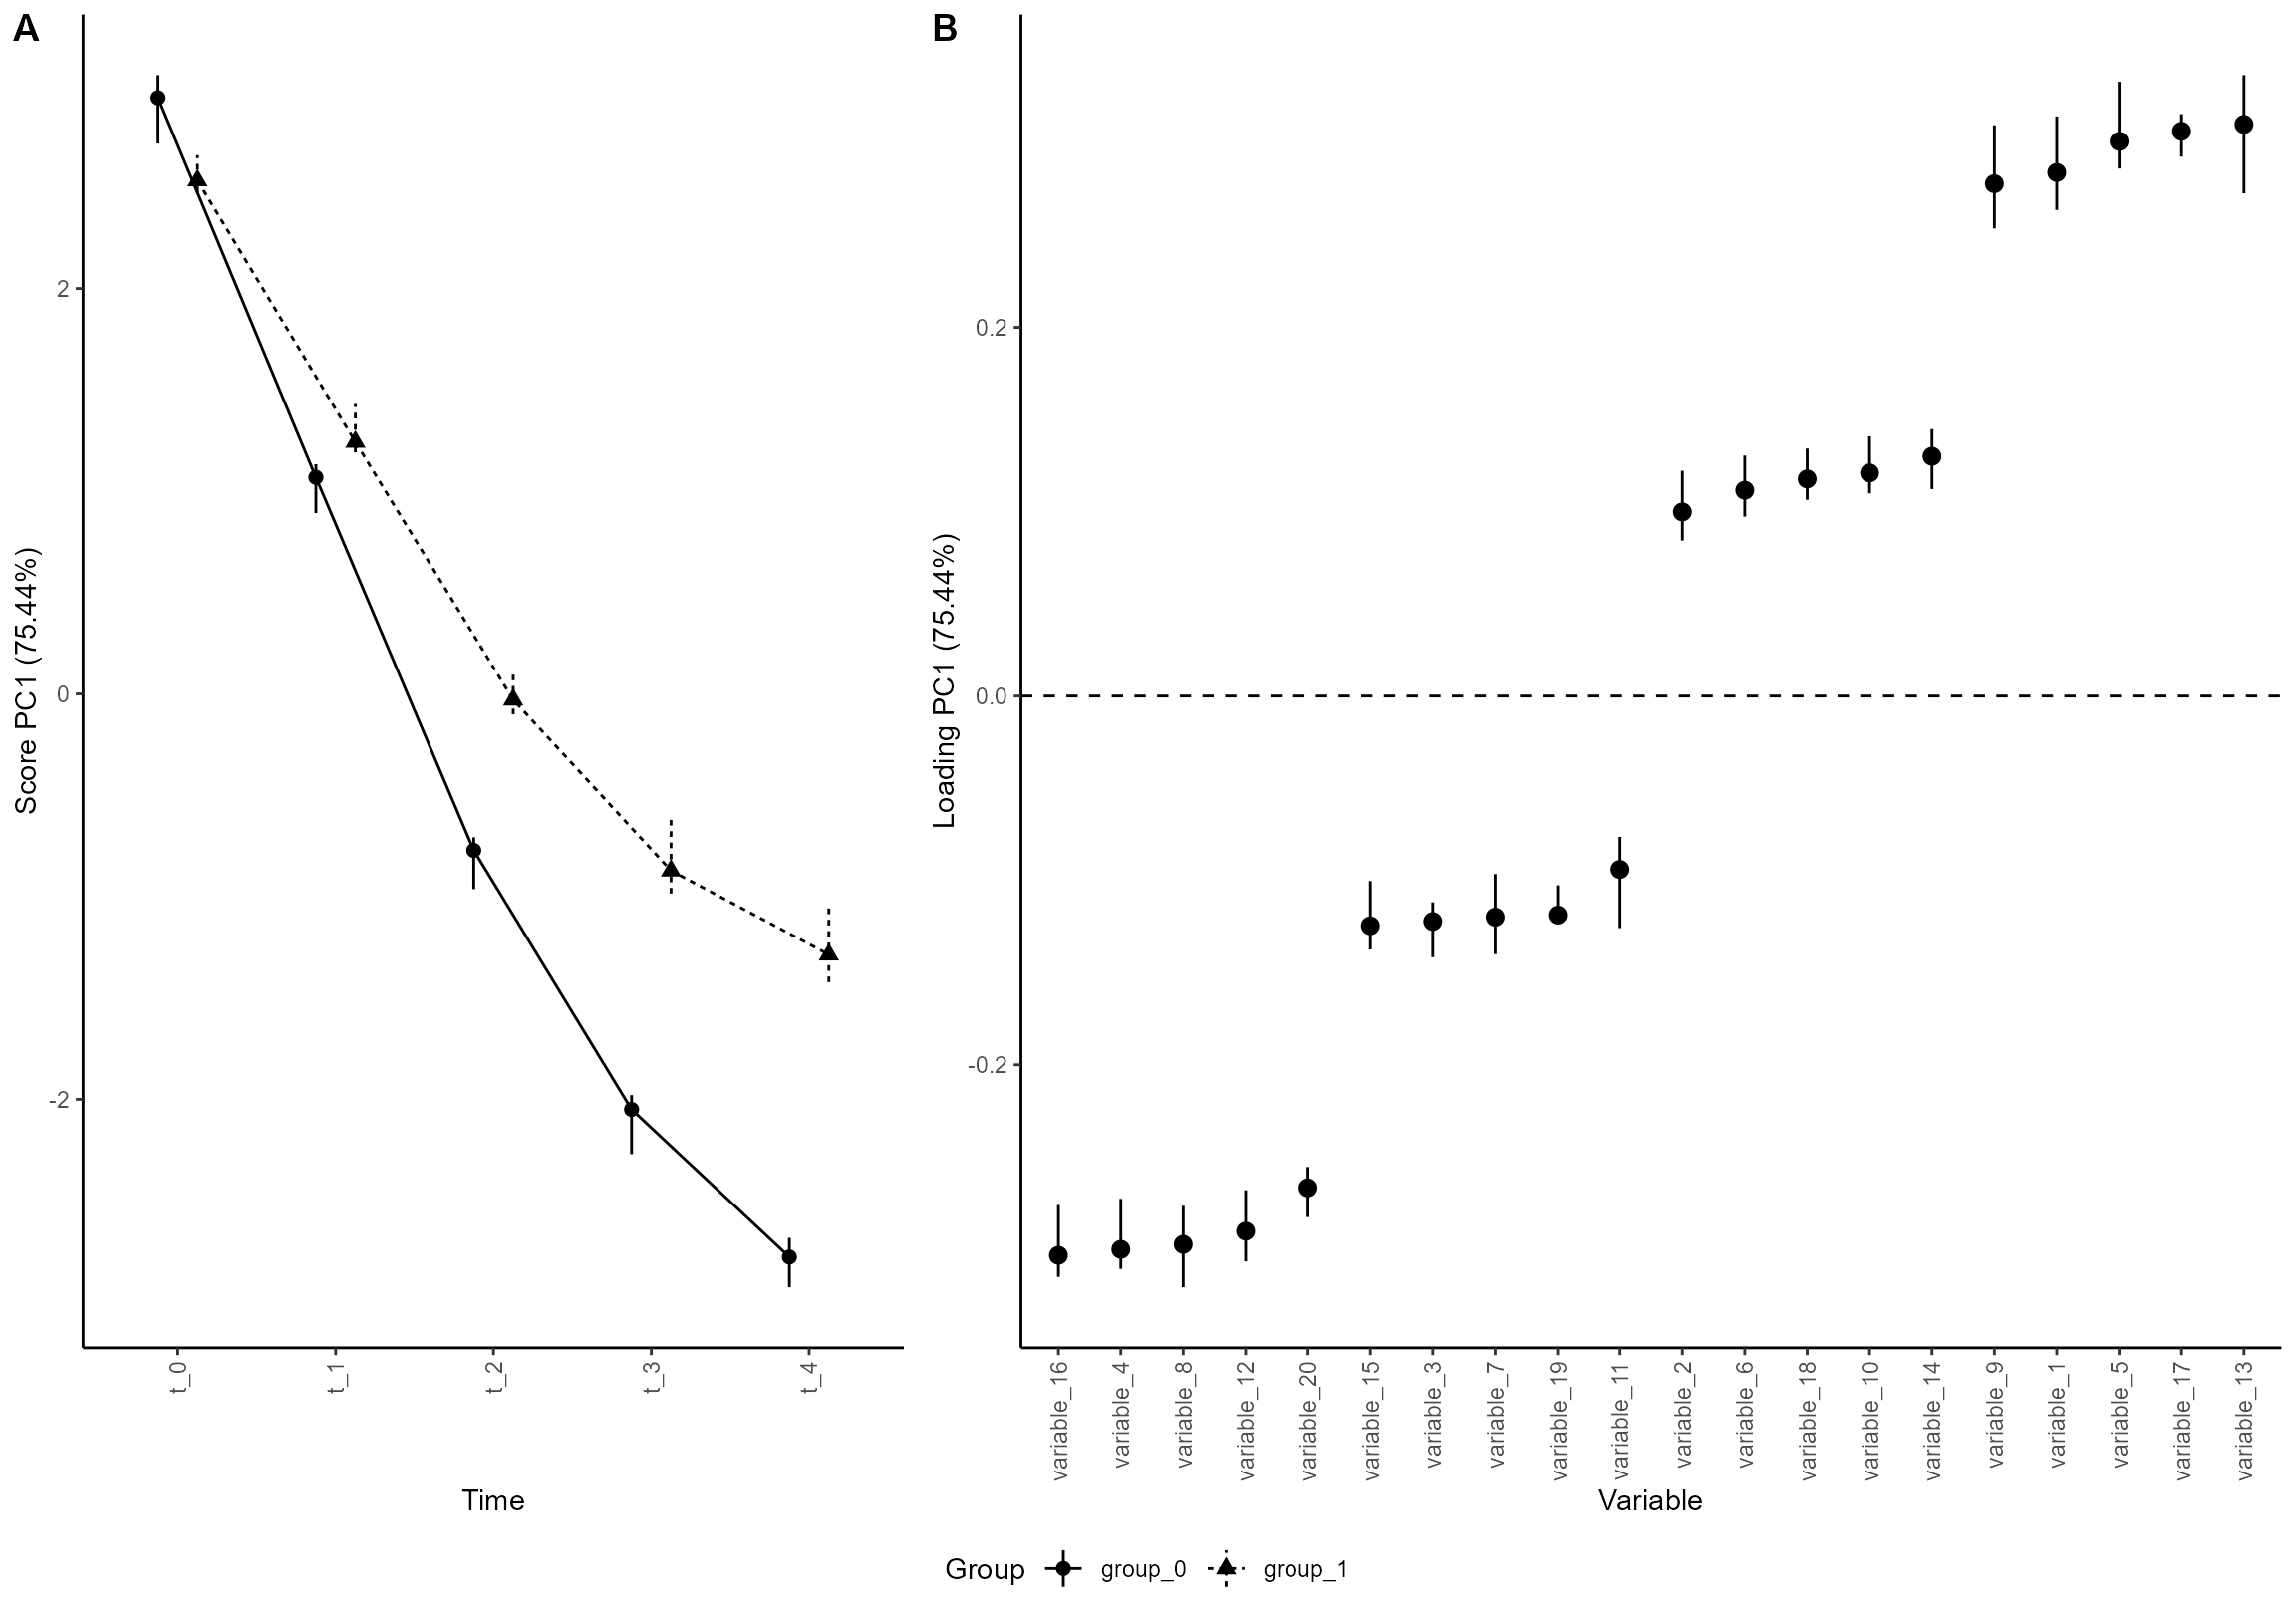 A
Score PC1 (75.44%)
2
0
-2
t_0
t_1
t_2
t_3
t_4
Time
B
Loading PC1 (75.44%)
0.2
0.0
-0.2
variable_16
variable_4
variable_8
variable_12
variable_20
variable_15
variable_3
variable_7
variable_19
variable_11
variable_2
variable_6
variable_18
variable_10
variable_14
variable_9
variable_1
variable_5
variable_17
variable_13
Variable
Group group_0 group_1